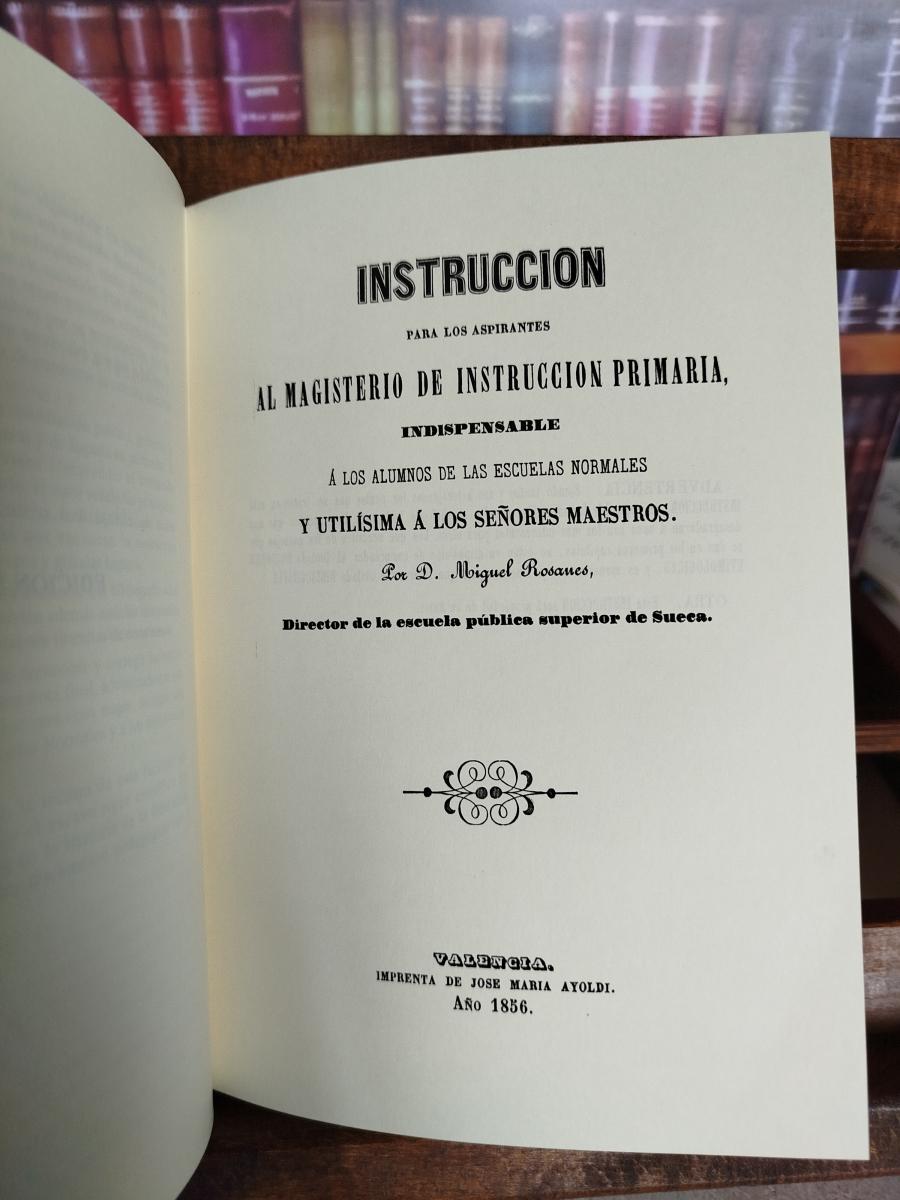 INSTRUCCION
PARA LOS ASPIRANTES
AL MAGISTERIO DE INSTRUCCION PRIMARIA,
INDISPENSABLE
Á LOS ALUMNOS DE LAS ESCUELAS NORMALES
Y UTILÍSIMA Á LOS SEÑORES MAESTROS.
Por D. Miguel Rosanes,
Director de la escuela pública superior de Sueca.
VALENCIA.
IMPRENTA DE JOSE MARIA AYOLDI.
Año 1856.